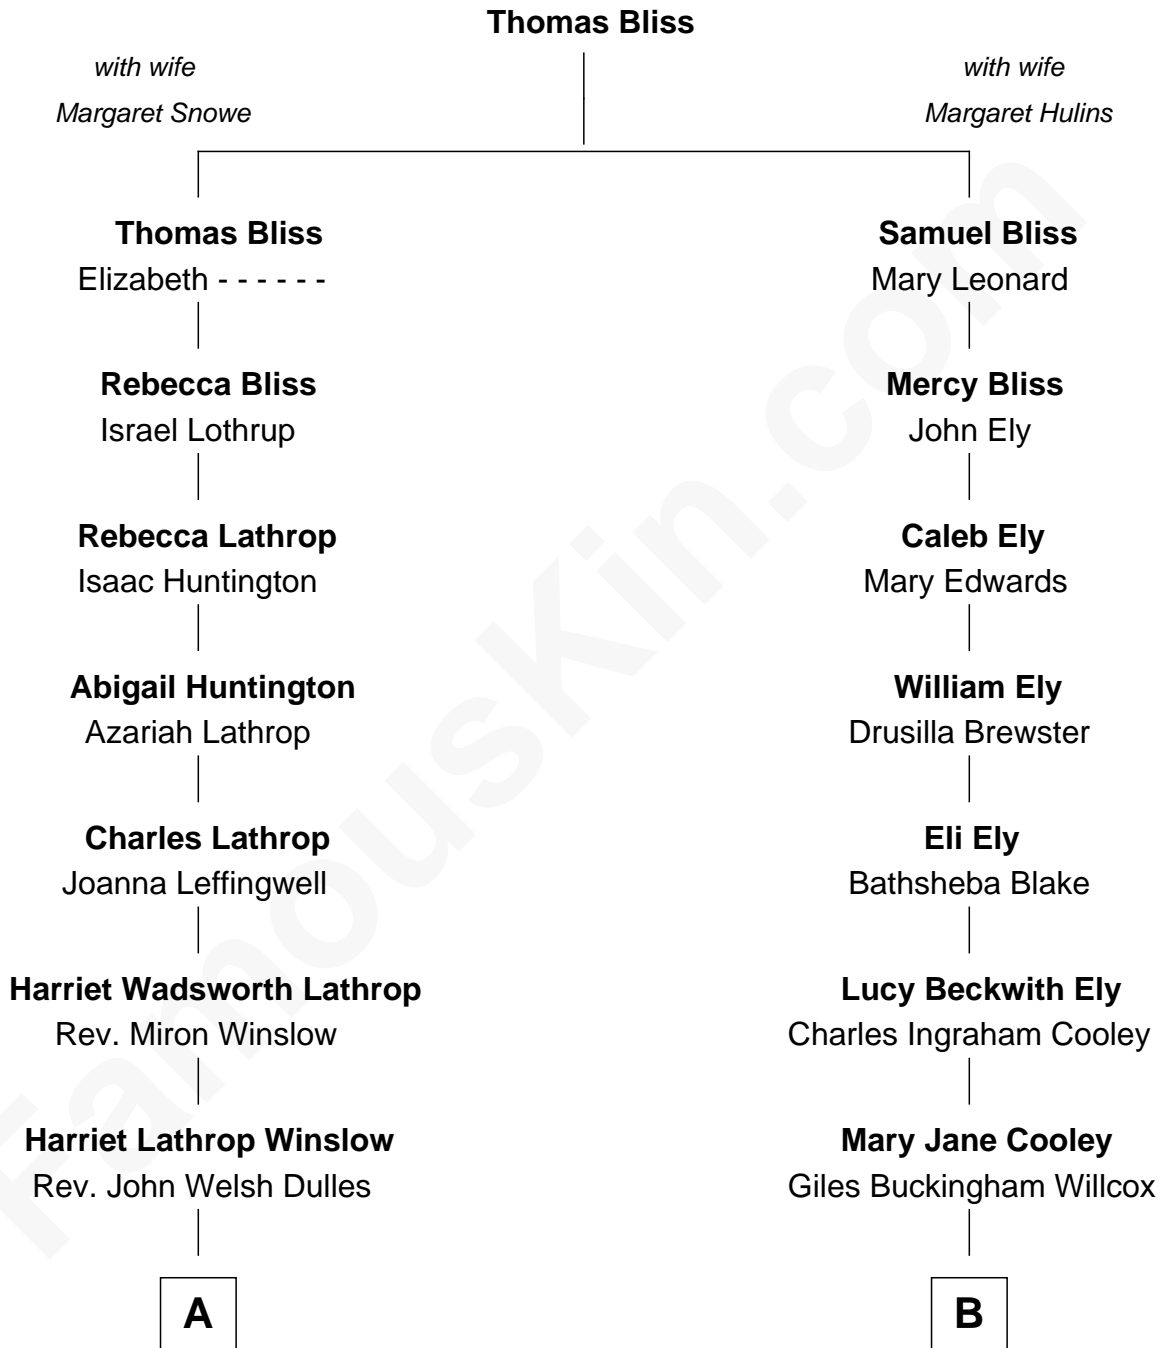 Thomas Bliss
with wife
Margaret Snowe
with wife
Margaret Hulins
Thomas Bliss
Elizabeth - - - - - -
Samuel Bliss
Mary Leonard
Rebecca Bliss
Israel Lothrup
Mercy Bliss
John Ely
Rebecca Lathrop
Isaac Huntington
Caleb Ely
Mary Edwards
Abigail Huntington
Azariah Lathrop
William Ely
Drusilla Brewster
Charles Lathrop
Joanna Leffingwell
Eli Ely
Bathsheba Blake
Harriet Wadsworth Lathrop
Rev. Miron Winslow
Lucy Beckwith Ely
Charles Ingraham Cooley
Harriet Lathrop Winslow
Rev. John Welsh Dulles
Mary Jane Cooley
Giles Buckingham Willcox
A
B
FamousKin.com